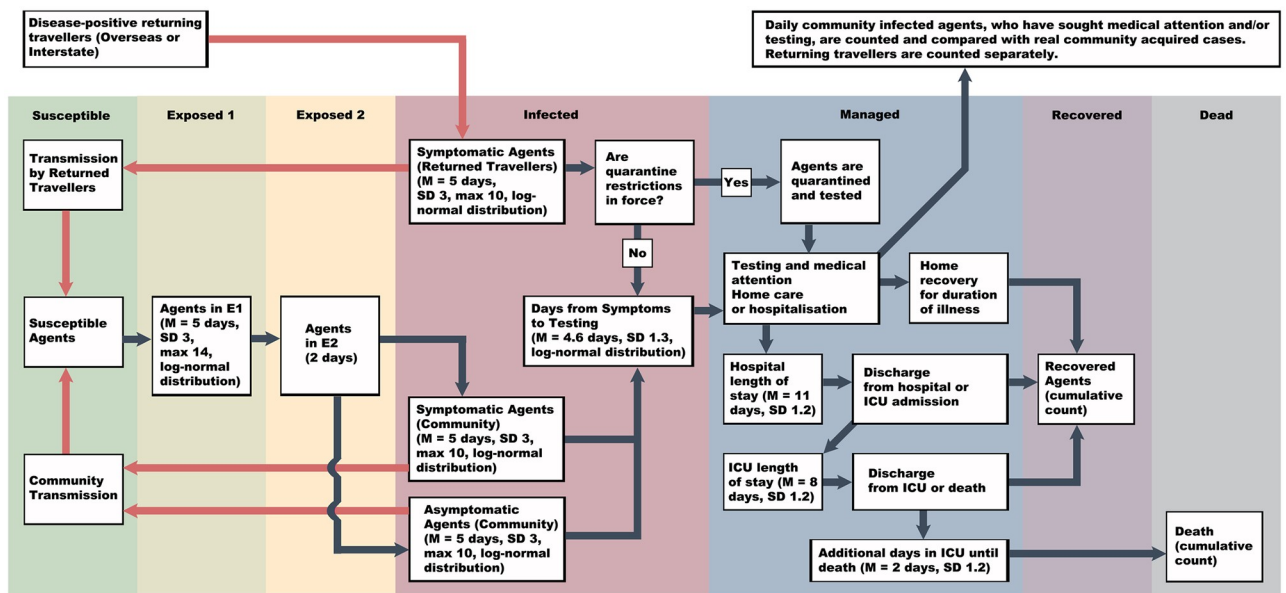 Disease-positive returning
travellers (Overseas or
Interstate)
Daily community infected agents, who have sought medical attention and/or
testing, are counted and compared with real community acquired cases.
Returning travellers are counted separately.
Susceptible
Exposed 1
Exposed 2
Infected
Managed
Recovered
Dead
Transmission
by Returned
Travellers
Symptomatic Agents
(Returned Travellers)
(M = 5 days,
SD 3, max 10, log-
normal distribution)
Are
quarantine
restrictions
in force?
Yes
Agents are
quarantined
and tested
No
Testing and medical
attention
Home care
or hospitalisation
Home
recovery
for duration
of illness
Susceptible
Agents
Agents in E1
(M = 5 days,
SD 3,
max 14,
log-normal
distribution)
Agents
in E2
(2 days)
Days from Symptoms
to Testing
(M = 4.6 days, SD 1.3,
log-normal distribution)
Hospital
length of
stay (M = 11
days, SD 1.2)
Discharge
from hospital or
ICU admission
Recovered
Agents
(cumulative
count)
Symptomatic Agents
(Community)
(M = 5 days, SD 3,
max 10, log-normal
distribution)
Community
Transmission
ICU length
of stay (M = 8
days, SD 1.2)
Discharge
from ICU or death
Asymptomatic
Agents (Community)
(M = 5 days, SD 3,
max 10, log-normal
distribution)
Additional days in ICU until
death (M = 2 days, SD 1.2)
Death
(cumulative
count)